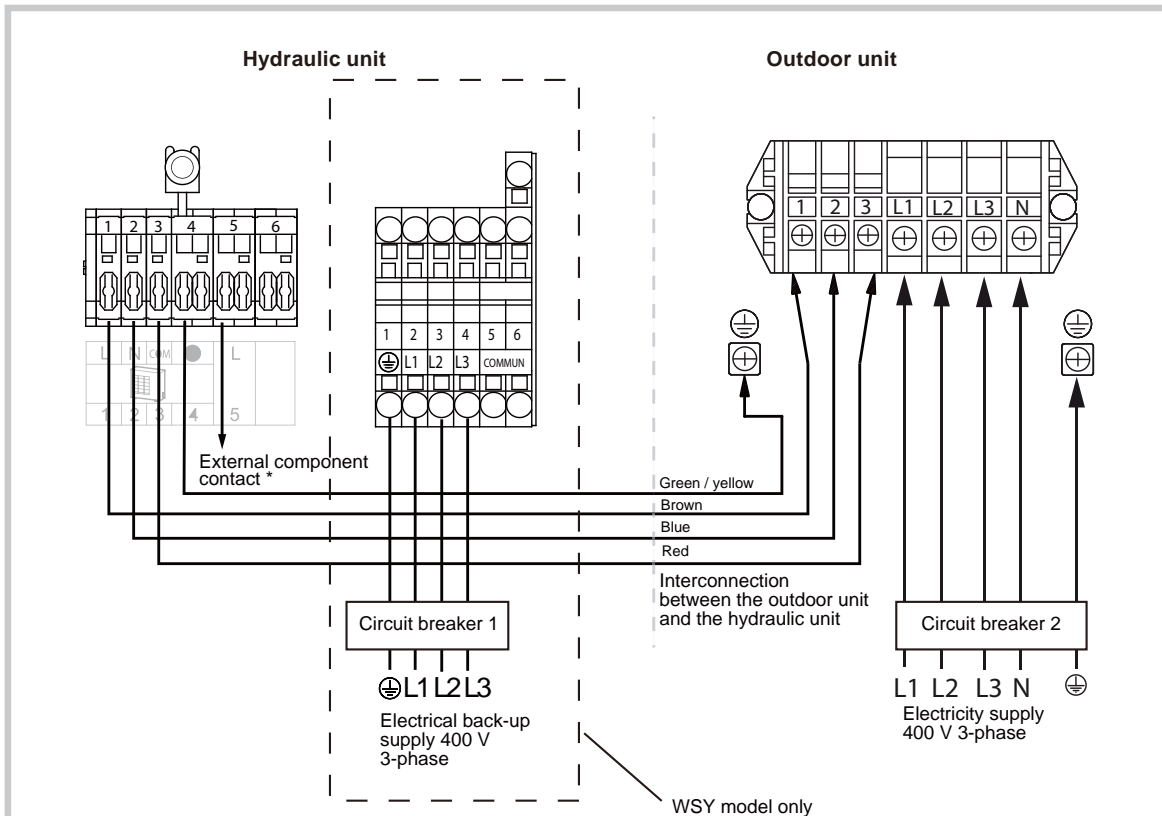 Hydraulic unit
Outdoor unit
1 2 3 4 5 6
1 2 3 L1 L2 L3 N
1 2 3 4 5 6
L1 L2 L3 COMMUN
L N COM L
1 2 3 4 5
External component
contact *
Green / yellow
Brown
Blue
Red
Interconnection
between the outdoor unit
and the hydraulic unit
Circuit breaker 1
Circuit breaker 2
L1 L2 L3
L1 L2 L3 N
Electrical back-up
supply 400 V
3-phase
Electricity supply
400 V 3-phase
WSY model only